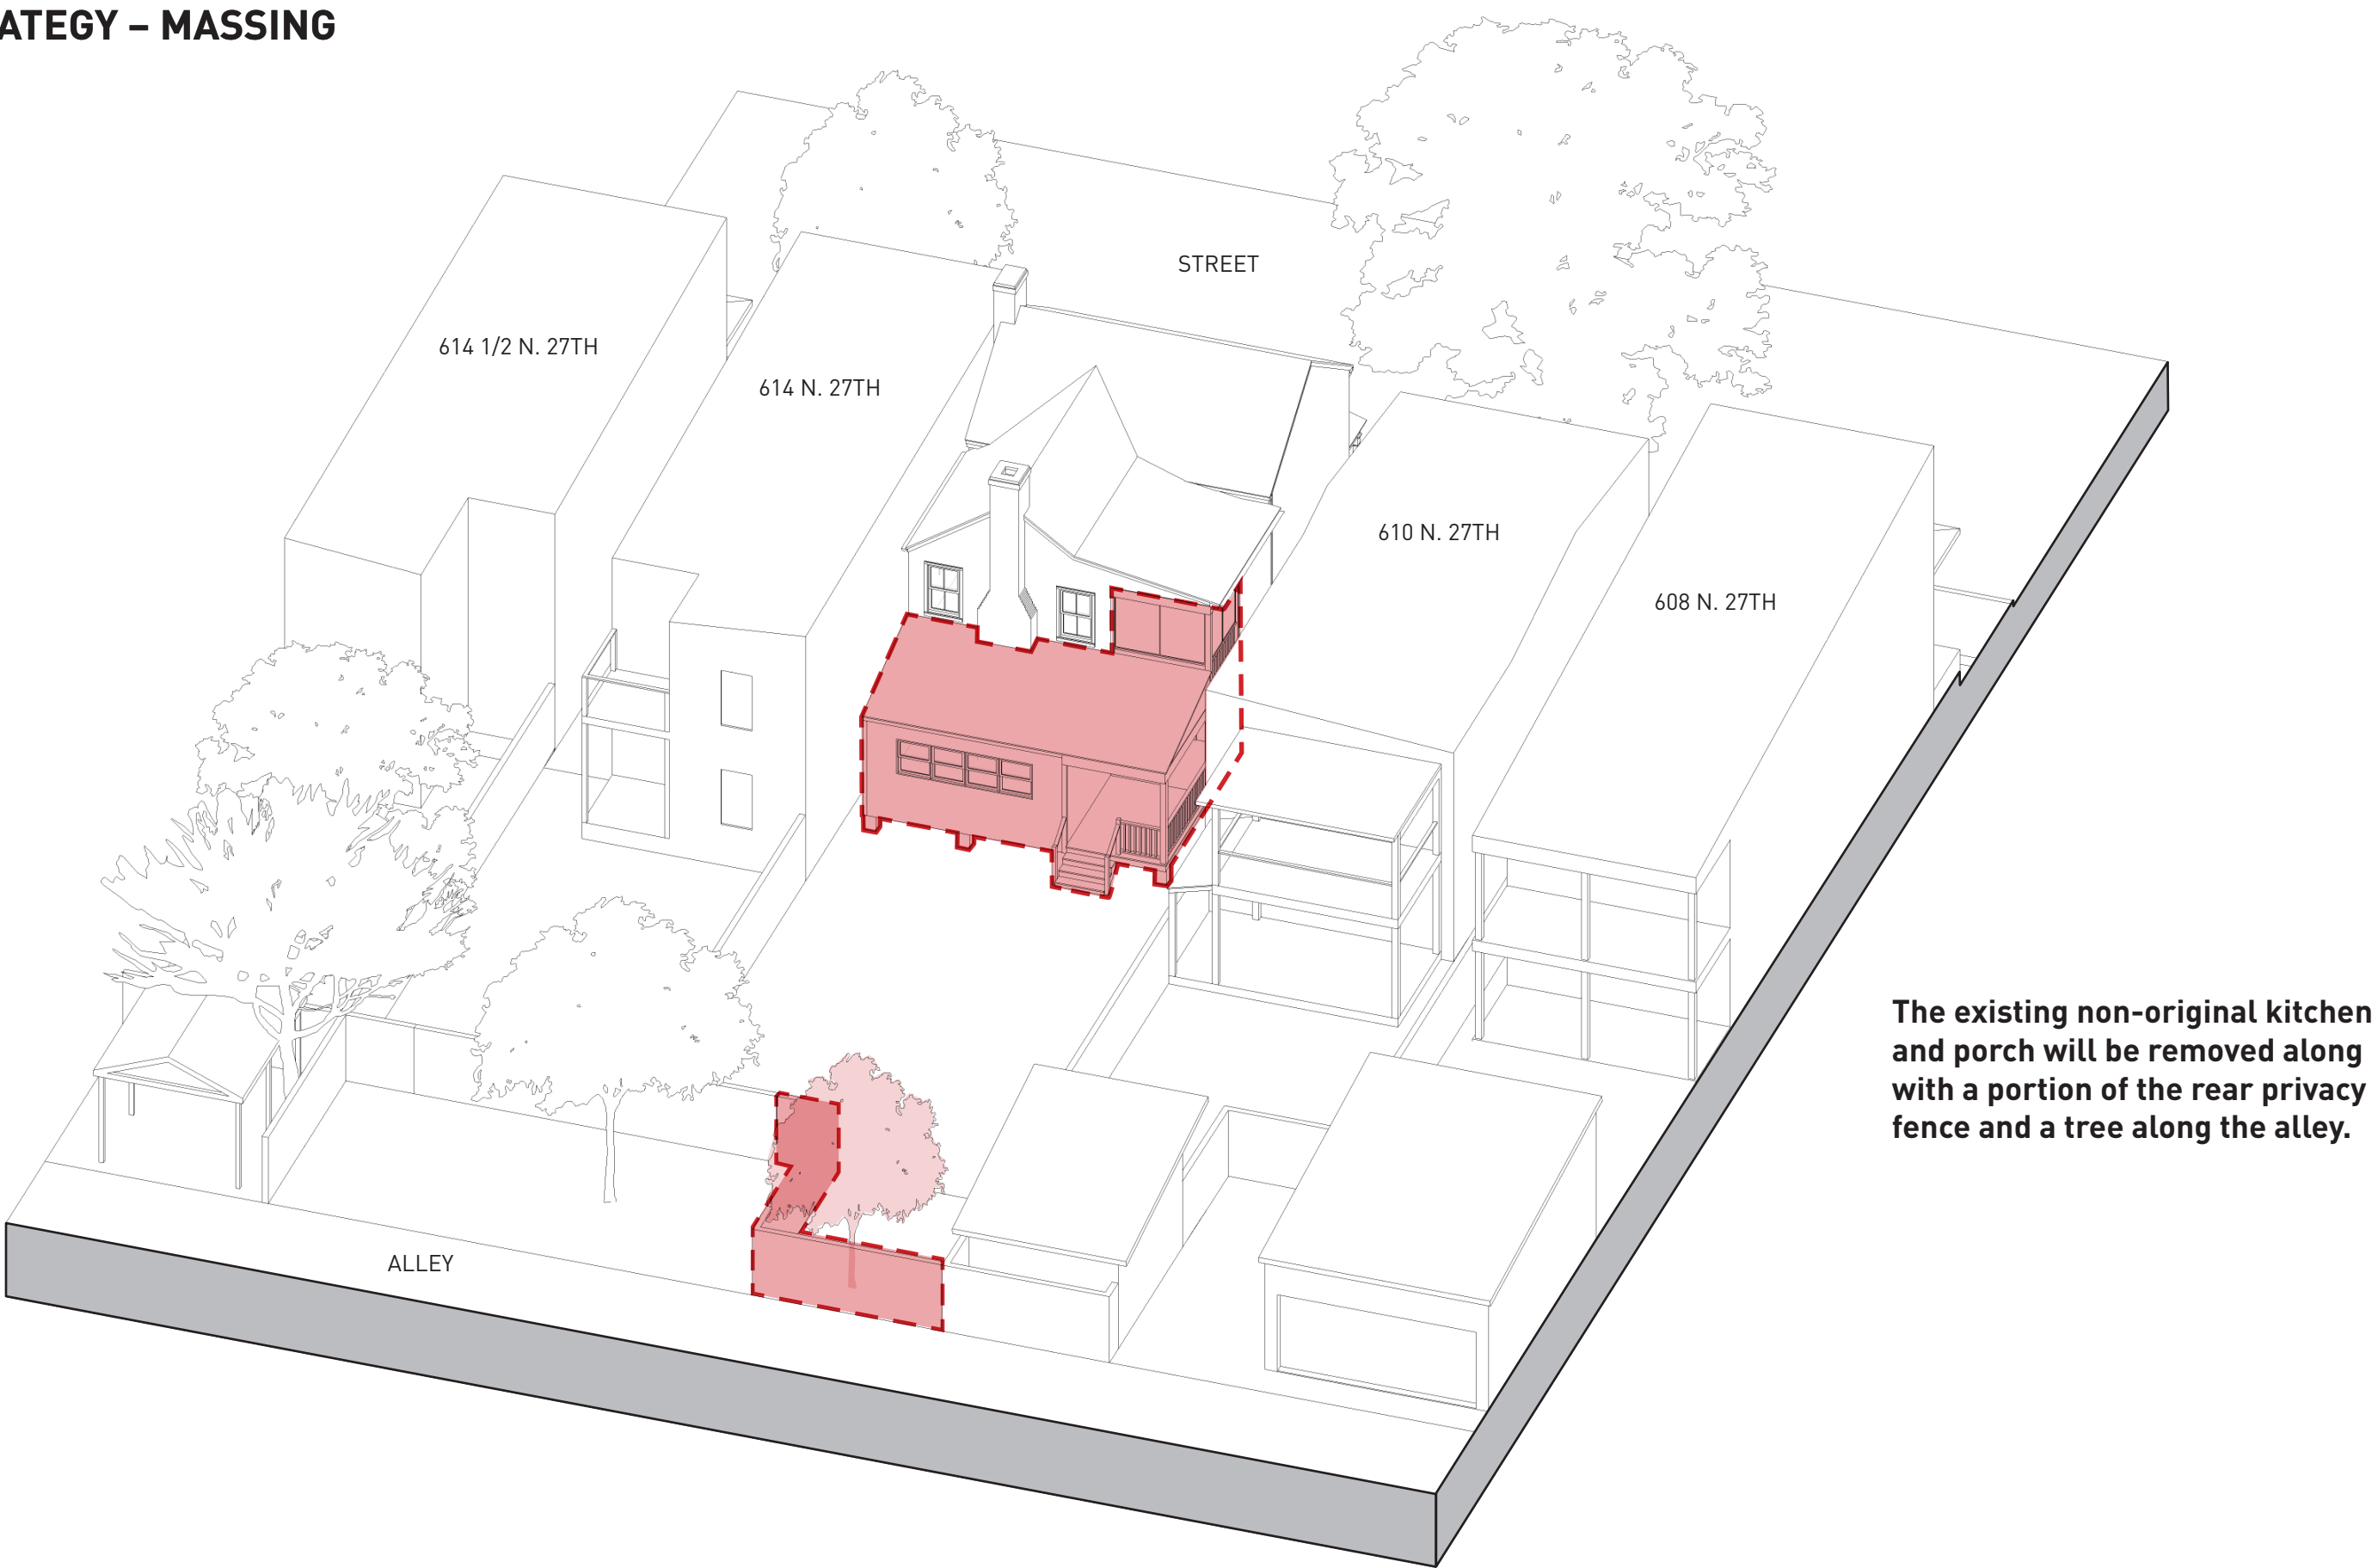 ATEGY – MASSING
STREET
614 1/2 N. 27TH
614 N. 27TH
610 N. 27TH
608 N. 27TH
The existing non-original kitchen
and porch will be removed along
with a portion of the rear privacy
fence and a tree along the alley.
ALLEY